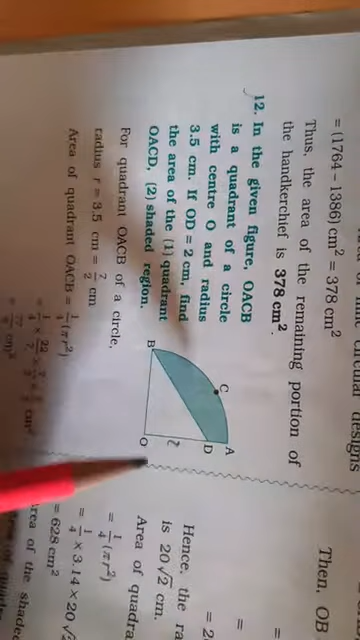 circular designs
= (1764 - 1386) cm² = 378 cm²
Thus, the area of the remaining portion of
the handkerchief is 378 cm².
12. In the given figure, OACB
is a quadrant of a circle
with centre O and radius
3.5 cm. If OD = 2 cm, find
the area of the (1) quadrant
OACD, (2) shaded region.
B
C
A
D
2
O
For quadrant OACB of a circle,
radius r = 3.5 cm = 7/2 cm
Area of quadrant OACB = 1/4 (πr²)
= 1/4 × 22/7 ×
Then, OB
=
=
= 2
Hence, the ra
is 20√2 cm.
Area of quadra
= 1/4 (πr²)
= 1/4 × 3.14 × 20√
= 628 cm²
rea of the shade